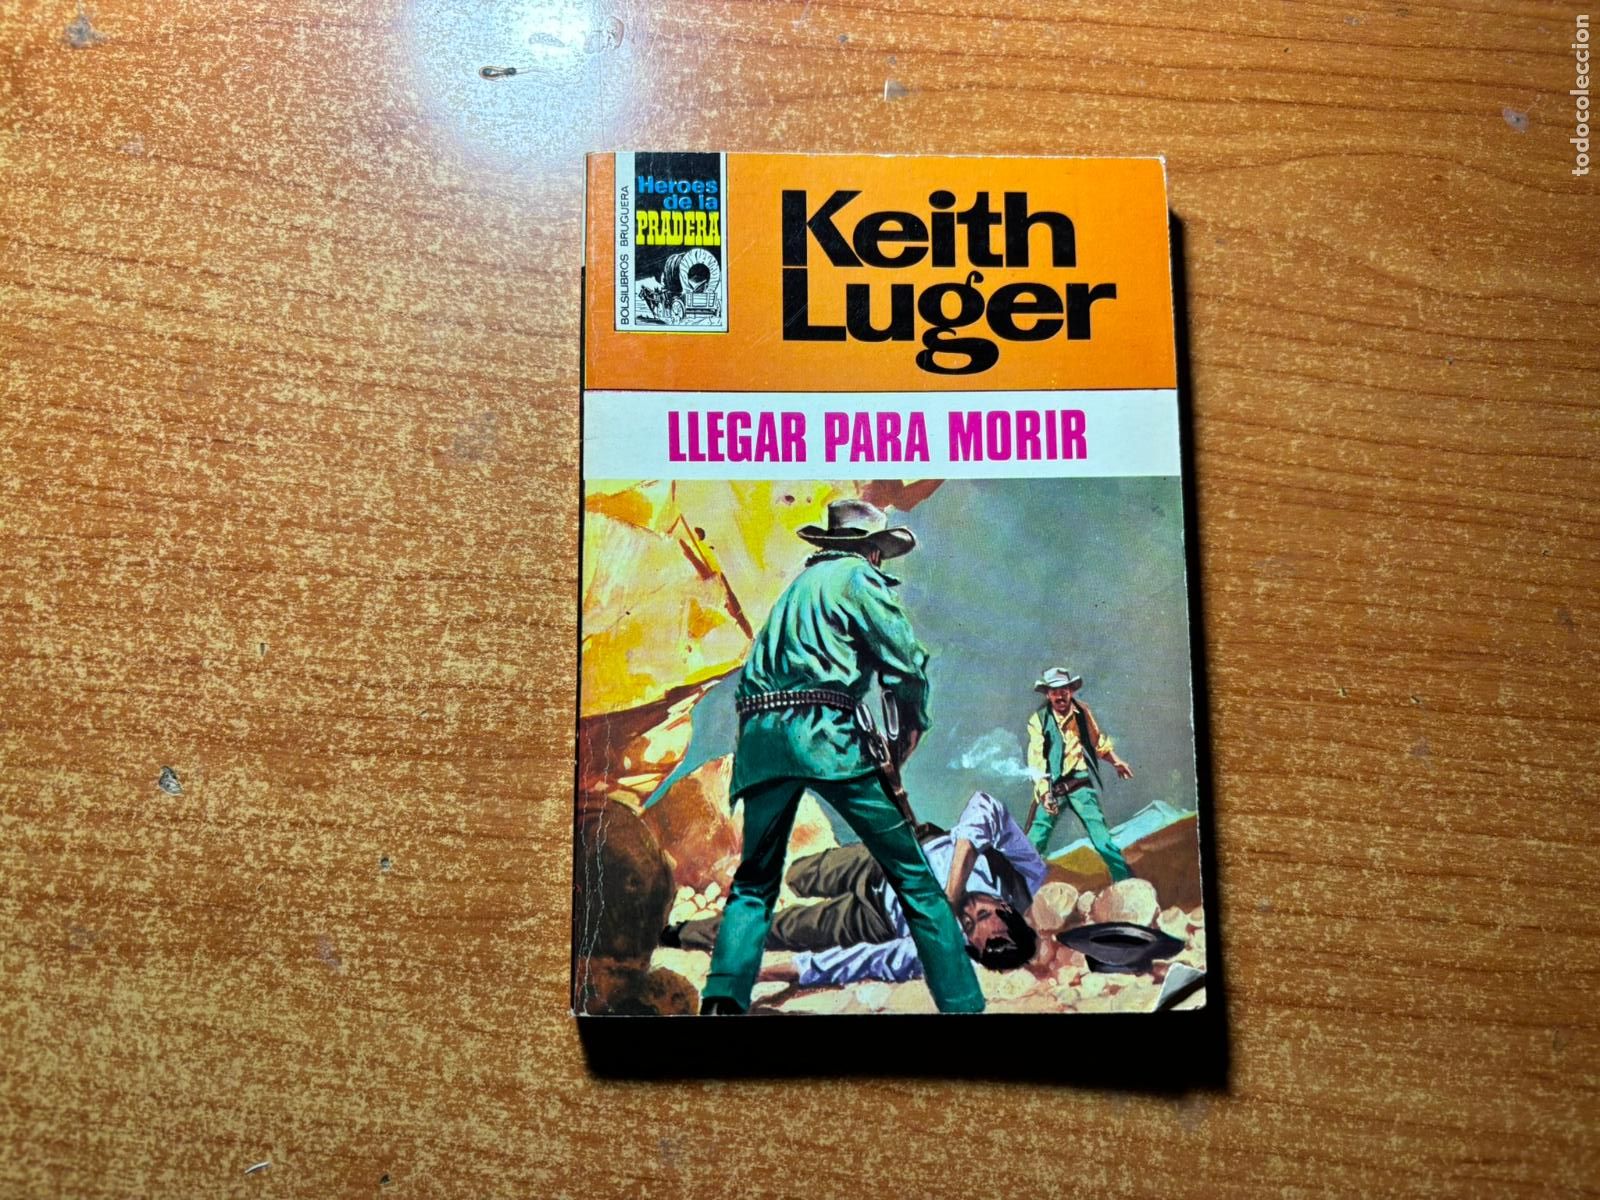 BOLSILIBROS BRUGUERA
Heroes
de la
PRADERA
Keith
Luger
LLEGAR PARA MORIR
todocoleccion